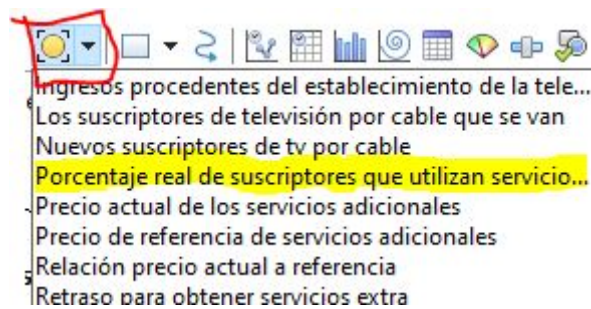 Ingresos procedentes del establecimiento de la tele...
Los suscriptores de televisión por cable que se van
Nuevos suscriptores de tv por cable
Porcentaje real de suscriptores que utilizan servicio...
Precio actual de los servicios adicionales
Precio de referencia de servicios adicionales
Relación precio actual a referencia
Retraso para obtener servicios extra